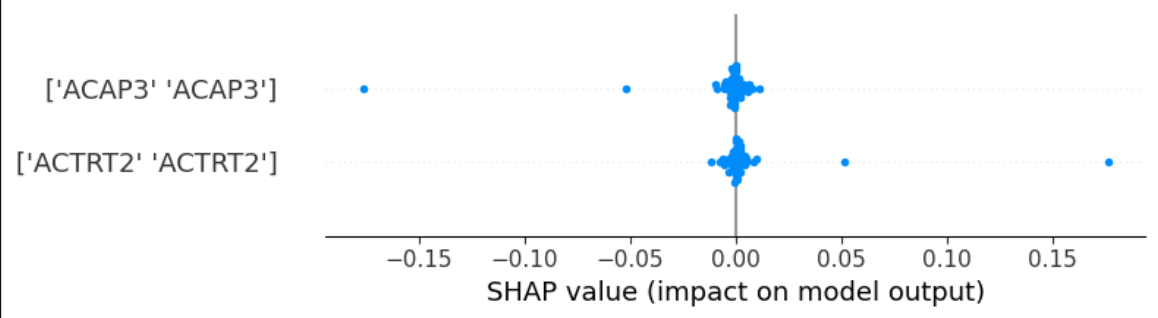 ['ACAP3' 'ACAP3']
['ACTRT2' 'ACTRT2']
−0.15 −0.10 −0.05 0.00 0.05 0.10 0.15
SHAP value (impact on model output)